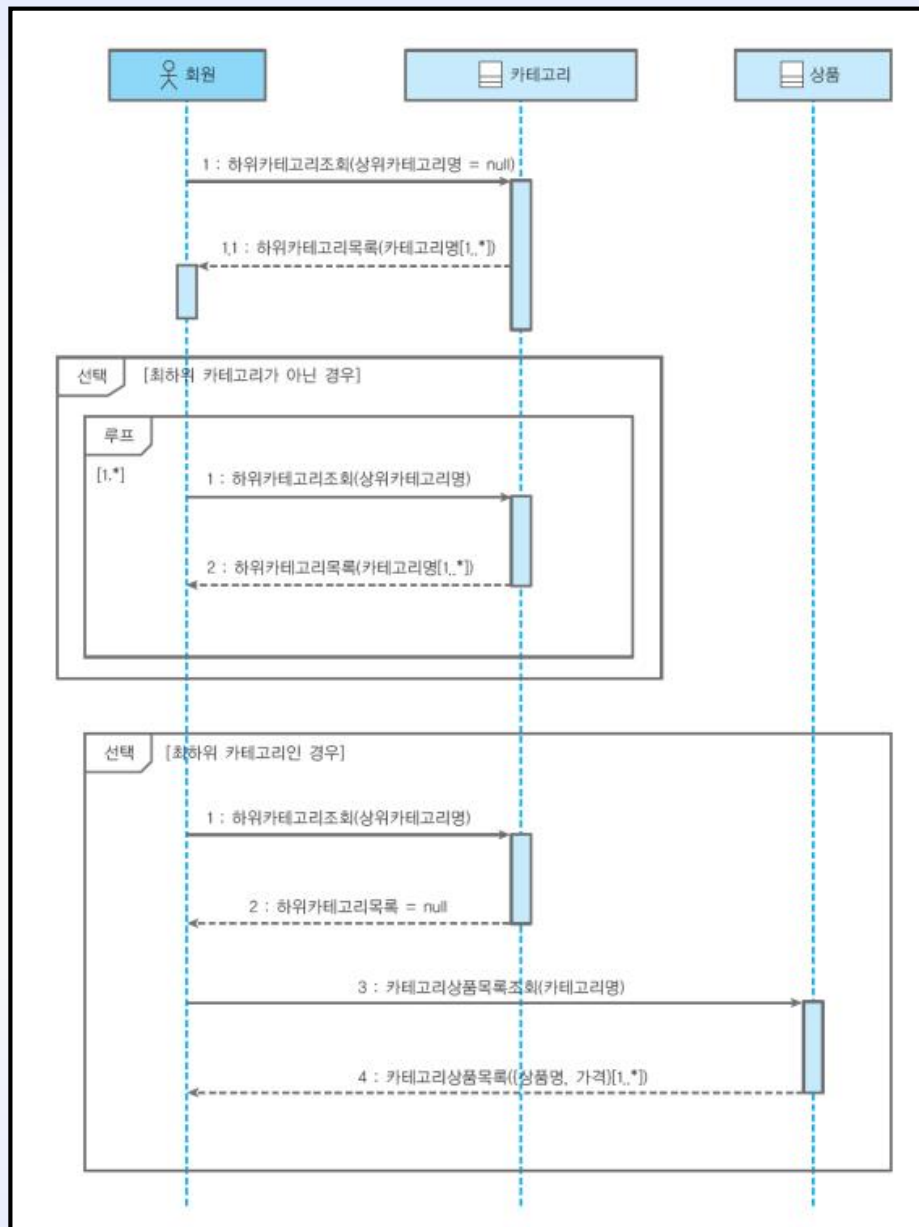 회원
카테고리
상품
1 : 하위카테고리조회(상위카테고리명 = null)
1.1 : 하위카테고리목록(카테고리명[1..*])
선택 [최하위 카테고리가 아닌 경우]
루프
[1,*]
1 : 하위카테고리조회(상위카테고리명)
2 : 하위카테고리목록(카테고리명[1..*])
선택 [최하위 카테고리인 경우]
1 : 하위카테고리조회(상위카테고리명)
2 : 하위카테고리목록 = null
3 : 카테고리상품목록조회(카테고리명)
4 : 카테고리상품목록((상품명, 가격)[1..*])